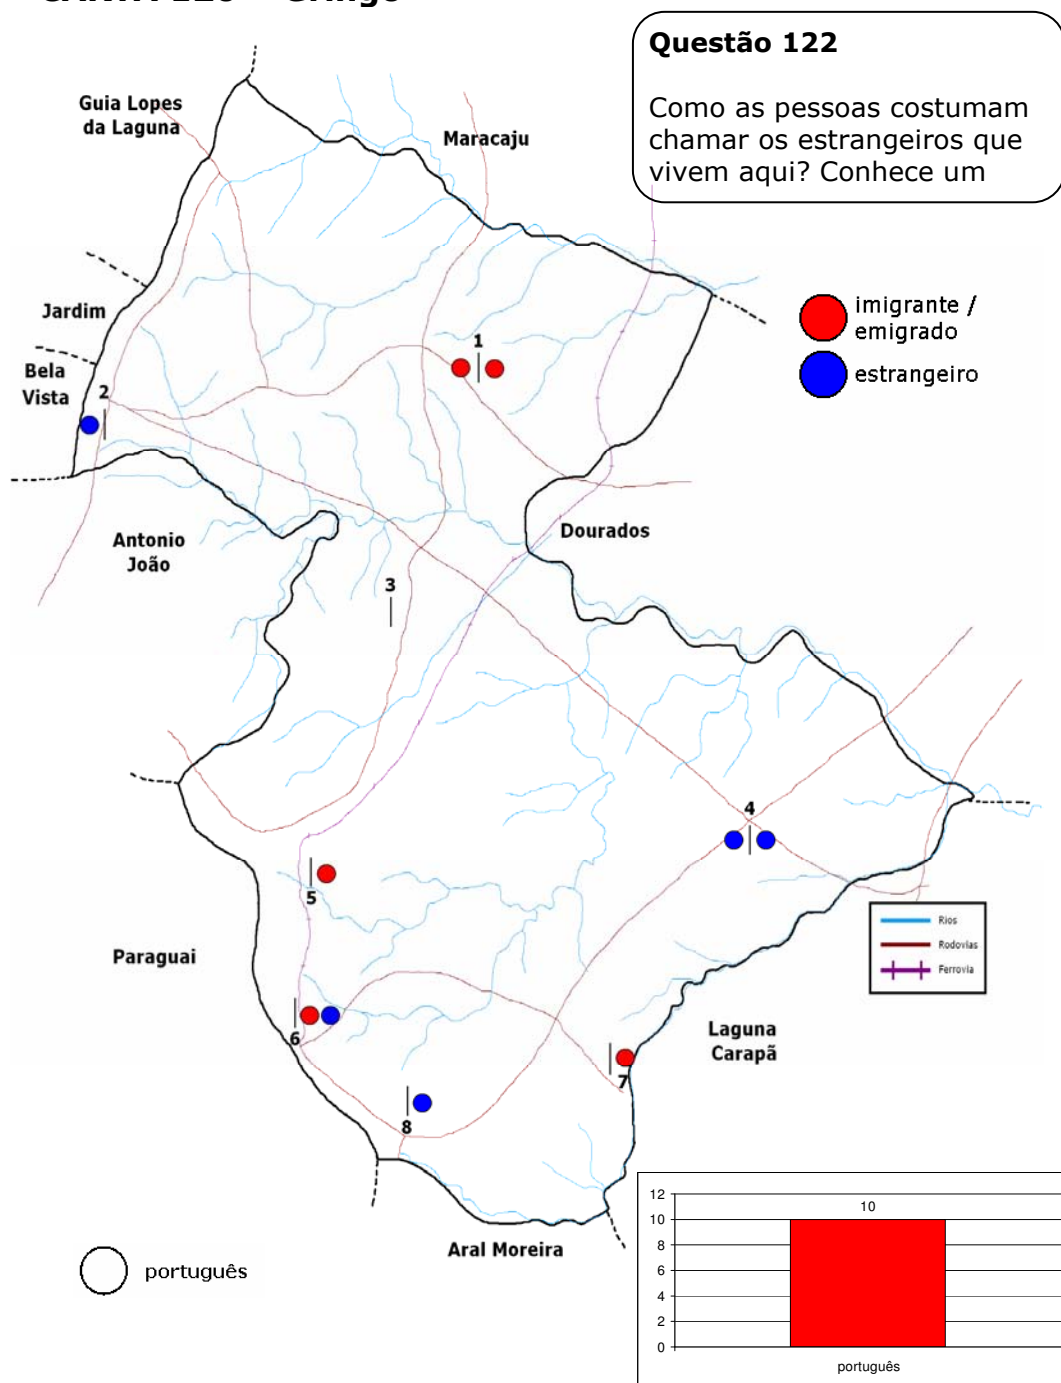 Questão 122
Como as pessoas costumam
chamar os estrangeiros que
vivem aqui? Conhece um
Guia Lopes
da Laguna
Maracaju
imigrante /
emigrado
estrangeiro
Jardim
Bela
Vista
1
2
Antonio
João
Dourados
3
4
5
Rios
Rodovias
Ferrovia
Paraguai
6
Laguna
Carapã
7
8
Aral Moreira
português
12
10
8
6
4
2
0
10
português